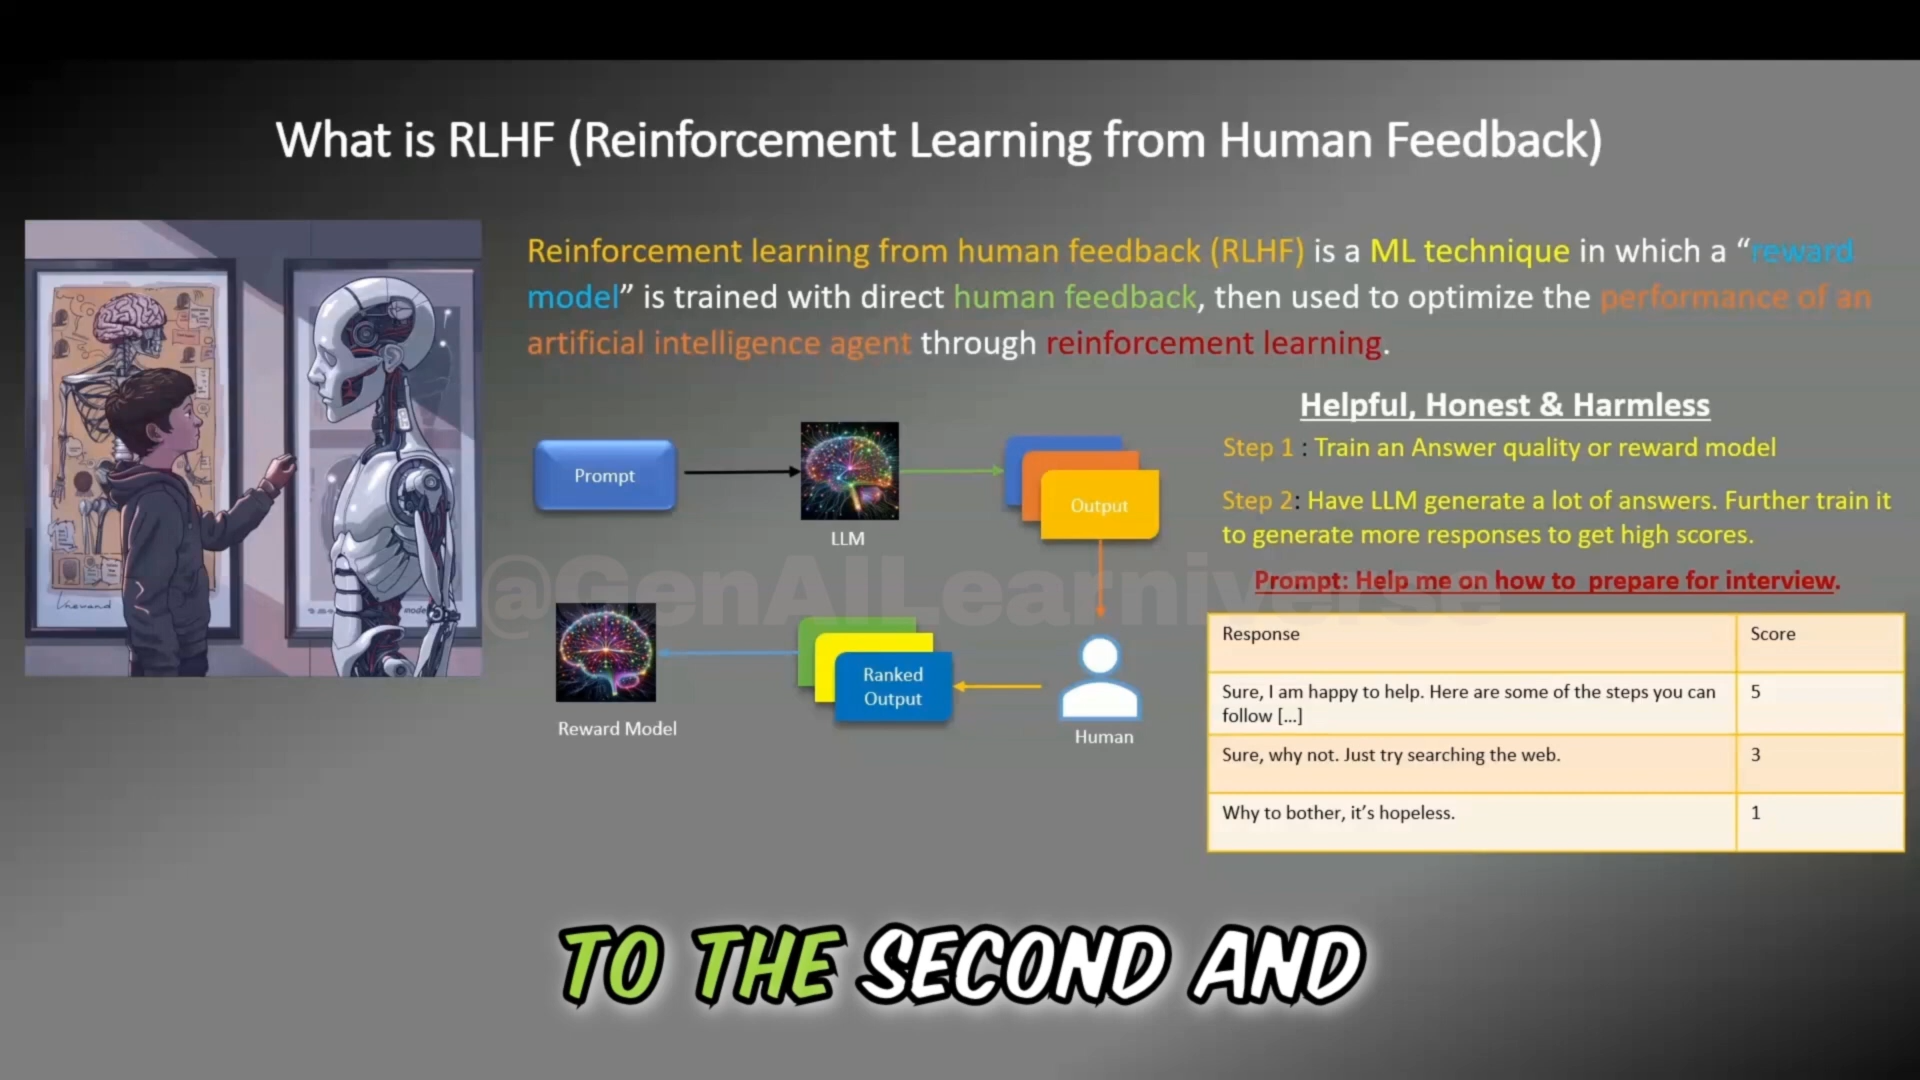 What is RLHF (Reinforcement Learning from Human Feedback)
Reinforcement learning from human feedback (RLHF) is a ML technique in which a “reward
model” is trained with direct human feedback, then used to optimize the performance of an
artificial intelligence agent through reinforcement learning.
Helpful, Honest & Harmless
Step 1 : Train an Answer quality or reward model
Step 2: Have LLM generate a lot of answers. Further train it
to generate more responses to get high scores.
Prompt: Help me on how to prepare for interview.
Prompt
LLM
Output
Human
Ranked
Output
Reward Model
@GenAILearniverse
Response Score
Sure, I am happy to help. Here are some of the steps you can
follow [...] 5
Sure, why not. Just try searching the web. 3
Why to bother, it’s hopeless. 1
TO THE SECOND AND